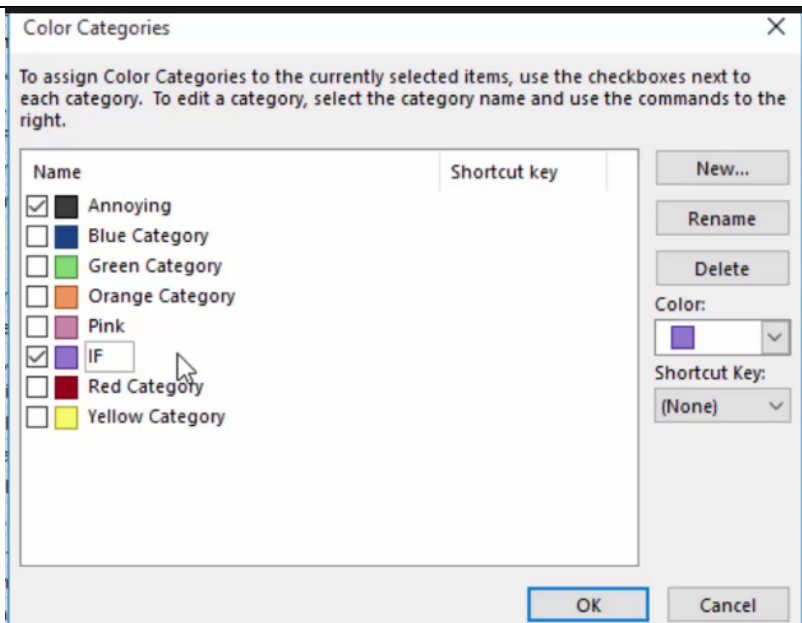 Color Categories
To assign Color Categories to the currently selected items, use the checkboxes next to
each category. To edit a category, select the category name and use the commands to the
right.
Name Shortcut key
Annoying
Blue Category
Green Category
Orange Category
Pink
IF
Red Category
Yellow Category
New...
Rename
Delete
Color:
Shortcut Key:
(None)
OK Cancel